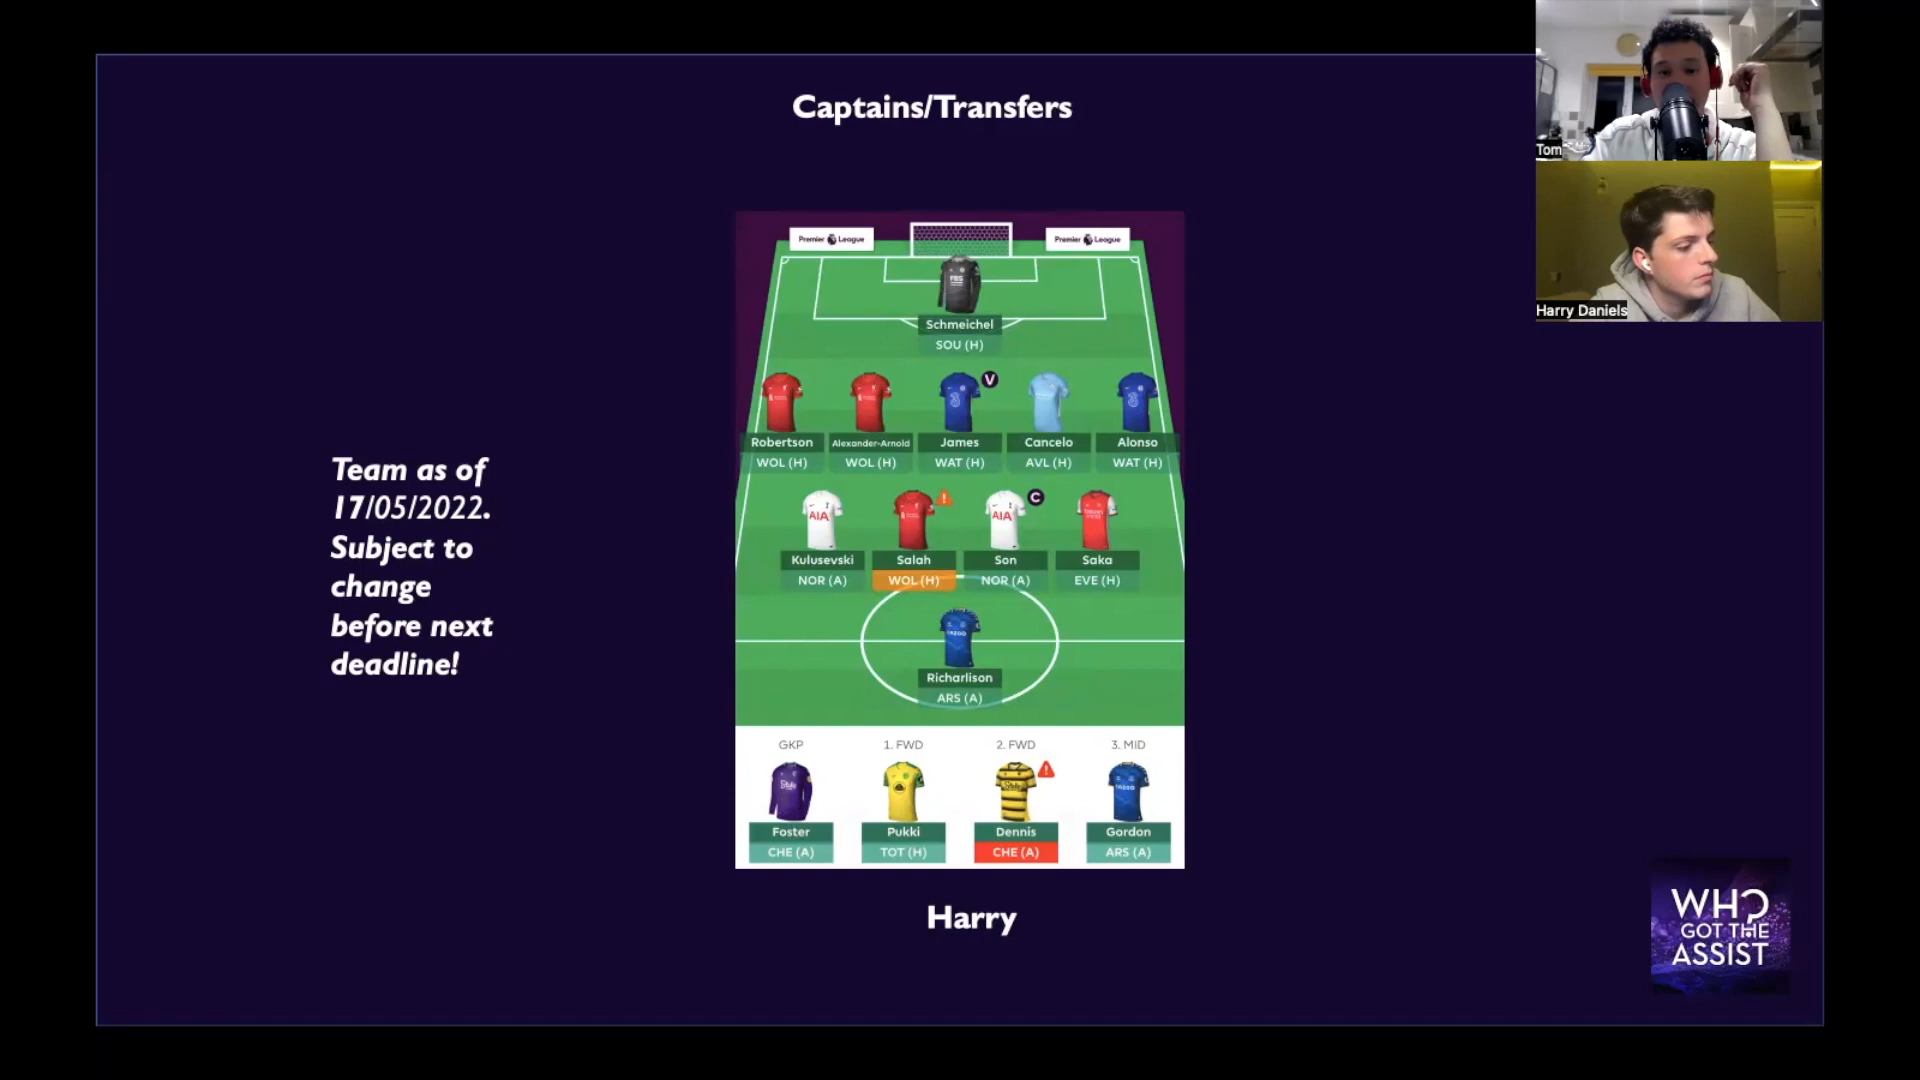 Captains/Transfers
Tom
Harry Daniels
Premier League
Premier League
FBS
Schmeichel
SOU (H)
V
Robertson
Alexander-Arnold
James
Cancelo
Alonso
WOL (H)
WOL (H)
WAT (H)
AVL (H)
WAT (H)
Team as of
17/05/2022.
Subject to
change
before next
deadline!
!
C
AIA
AIA
Kulusevski
Salah
Son
Saka
NOR (A)
WOL (H)
NOR (A)
EVE (H)
Richarlison
ARS (A)
GKP
1. FWD
2. FWD
3. MID
!
Foster
Pukki
Dennis
Gordon
CHE (A)
TOT (H)
CHE (A)
ARS (A)
Harry
WHO
GOT THE
ASSIST